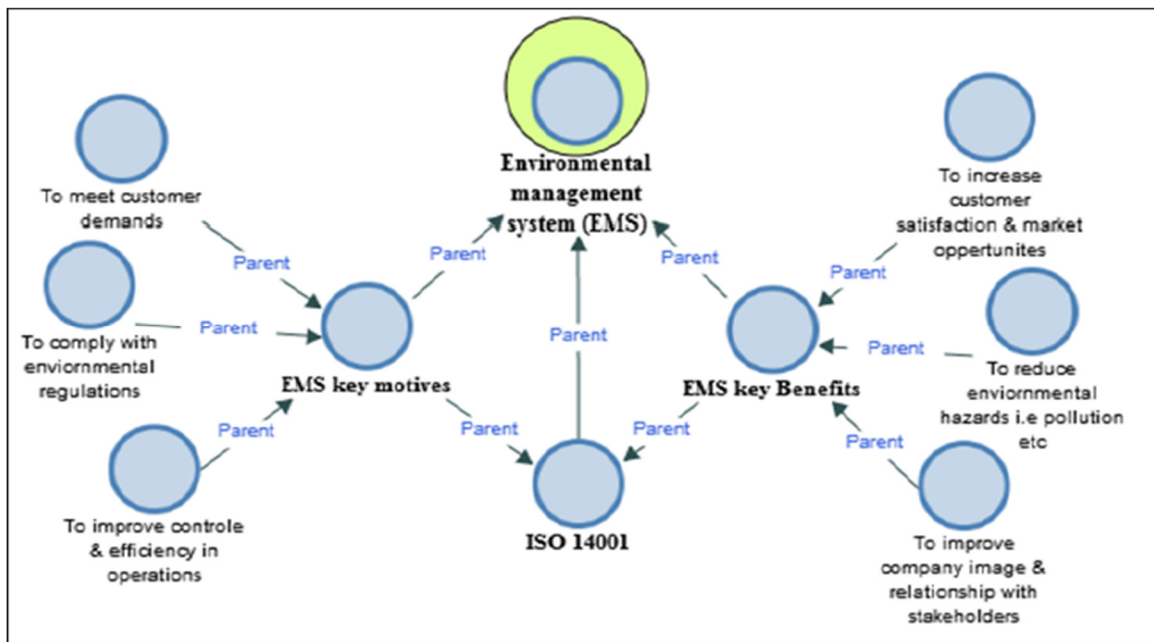 Environmental
management
system (EMS)
To meet customer
demands
To increase
customer
satisfaction & market
opportunites
Parent
Parent
Parent
Parent
Parent
Parent
Parent
To comply with
enviornmental
regulations
EMS key motives
EMS key Benefits
To reduce
enviornmental
hazards i.e pollution
etc
Parent
Parent
Parent
Parent
To improve controle
& efficiency in
operations
ISO 14001
To improve
company image &
relationship with
stakeholders